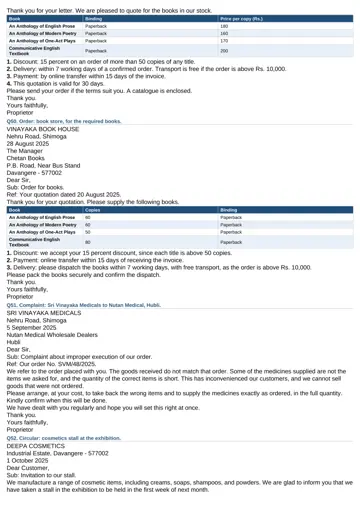 Thank you for your letter. We are pleased to quote for the books in our stock.
Book Binding Price per copy (Rs.)
An Anthology of English Prose Paperback 180
An Anthology of Modern Poetry Paperback 160
An Anthology of One-Act Plays Paperback 170
Communicative English Textbook Paperback 200
1. Discount: 15 percent on an order of more than 50 copies of any title.
2. Delivery: within 7 working days of a confirmed order. Transport is free if the order is above Rs. 10,000.
3. Payment: by online transfer within 15 days of the invoice.
4. This quotation is valid for 30 days.
Please send your order if the terms suit you. A catalogue is enclosed.
Thank you.
Yours faithfully,
Proprietor
Q50. Order: book store, for the required books.
VINAYAKA BOOK HOUSE
Nehru Road, Shimoga
28 August 2025
The Manager
Chetan Books
P.B. Road, Near Bus Stand
Davangere - 577002
Dear Sir,
Sub: Order for books.
Ref: Your quotation dated 20 August 2025.
Thank you for your quotation. Please supply the following books.
Book Copies Binding
An Anthology of English Prose 60 Paperback
An Anthology of Modern Poetry 60 Paperback
An Anthology of One-Act Plays 50 Paperback
Communicative English Textbook 80 Paperback
1. Discount: we accept your 15 percent discount, since each title is above 50 copies.
2. Payment: online transfer within 15 days of receiving the invoice.
3. Delivery: please dispatch the books within 7 working days, with free transport, as the order is above Rs. 10,000.
Please pack the books securely and confirm the dispatch.
Thank you.
Yours faithfully,
Proprietor
Q51. Complaint: Sri Vinayaka Medicals to Nutan Medical, Hubli.
SRI VINAYAKA MEDICALS
Nehru Road, Shimoga
5 September 2025
Nutan Medical Wholesale Dealers
Hubli
Dear Sir,
Sub: Complaint about improper execution of our order.
Ref: Our order No. SVM/48/2025.
We refer to the order placed with you. The goods received do not match that order. Some of the medicines supplied are not the
items we asked for, and the quantity of the correct items is short. This has inconvenienced our customers, and we cannot sell
goods that were not ordered.
Please arrange, at your cost, to take back the wrong items and to supply the medicines exactly as ordered, in the full quantity.
Kindly confirm when this will be done.
We have dealt with you regularly and hope you will set this right at once.
Thank you.
Yours faithfully,
Proprietor
Q52. Circular: cosmetics stall at the exhibition.
DEEPA COSMETICS
Industrial Estate, Davangere - 577002
1 October 2025
Dear Customer,
Sub: Invitation to our stall.
We manufacture a range of cosmetic items, including creams, soaps, shampoos, and powders. We are glad to inform you that we
have taken a stall in the exhibition to be held in the first week of next month.